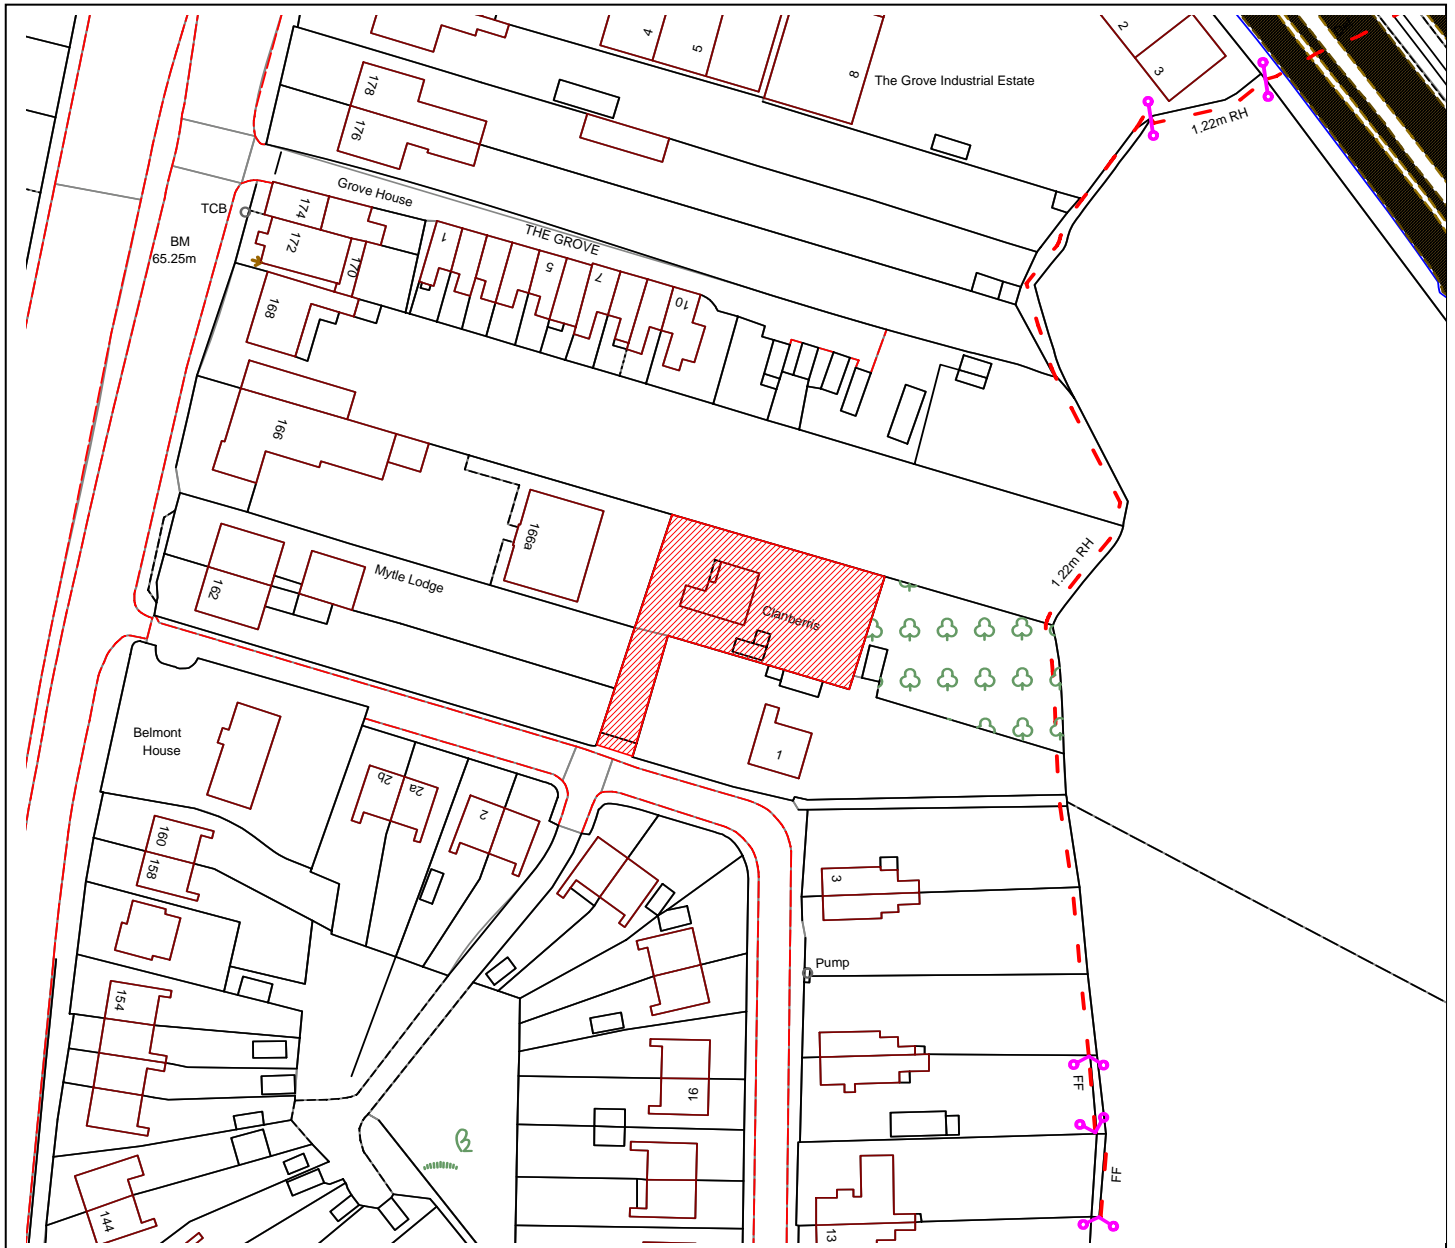 4
5
8
2
3
The Grove Industrial Estate
178
176
1.22m RH
Grove House
TCB
174
172
170
BM
65.25m
THE GROVE
1
5
7
10
168
166
166a
1.22m RH
162
Mytle Lodge
Clanberris
Belmont
House
1
2b
2a
2
160
158
3
Pump
154
16
FF
FF
144
13